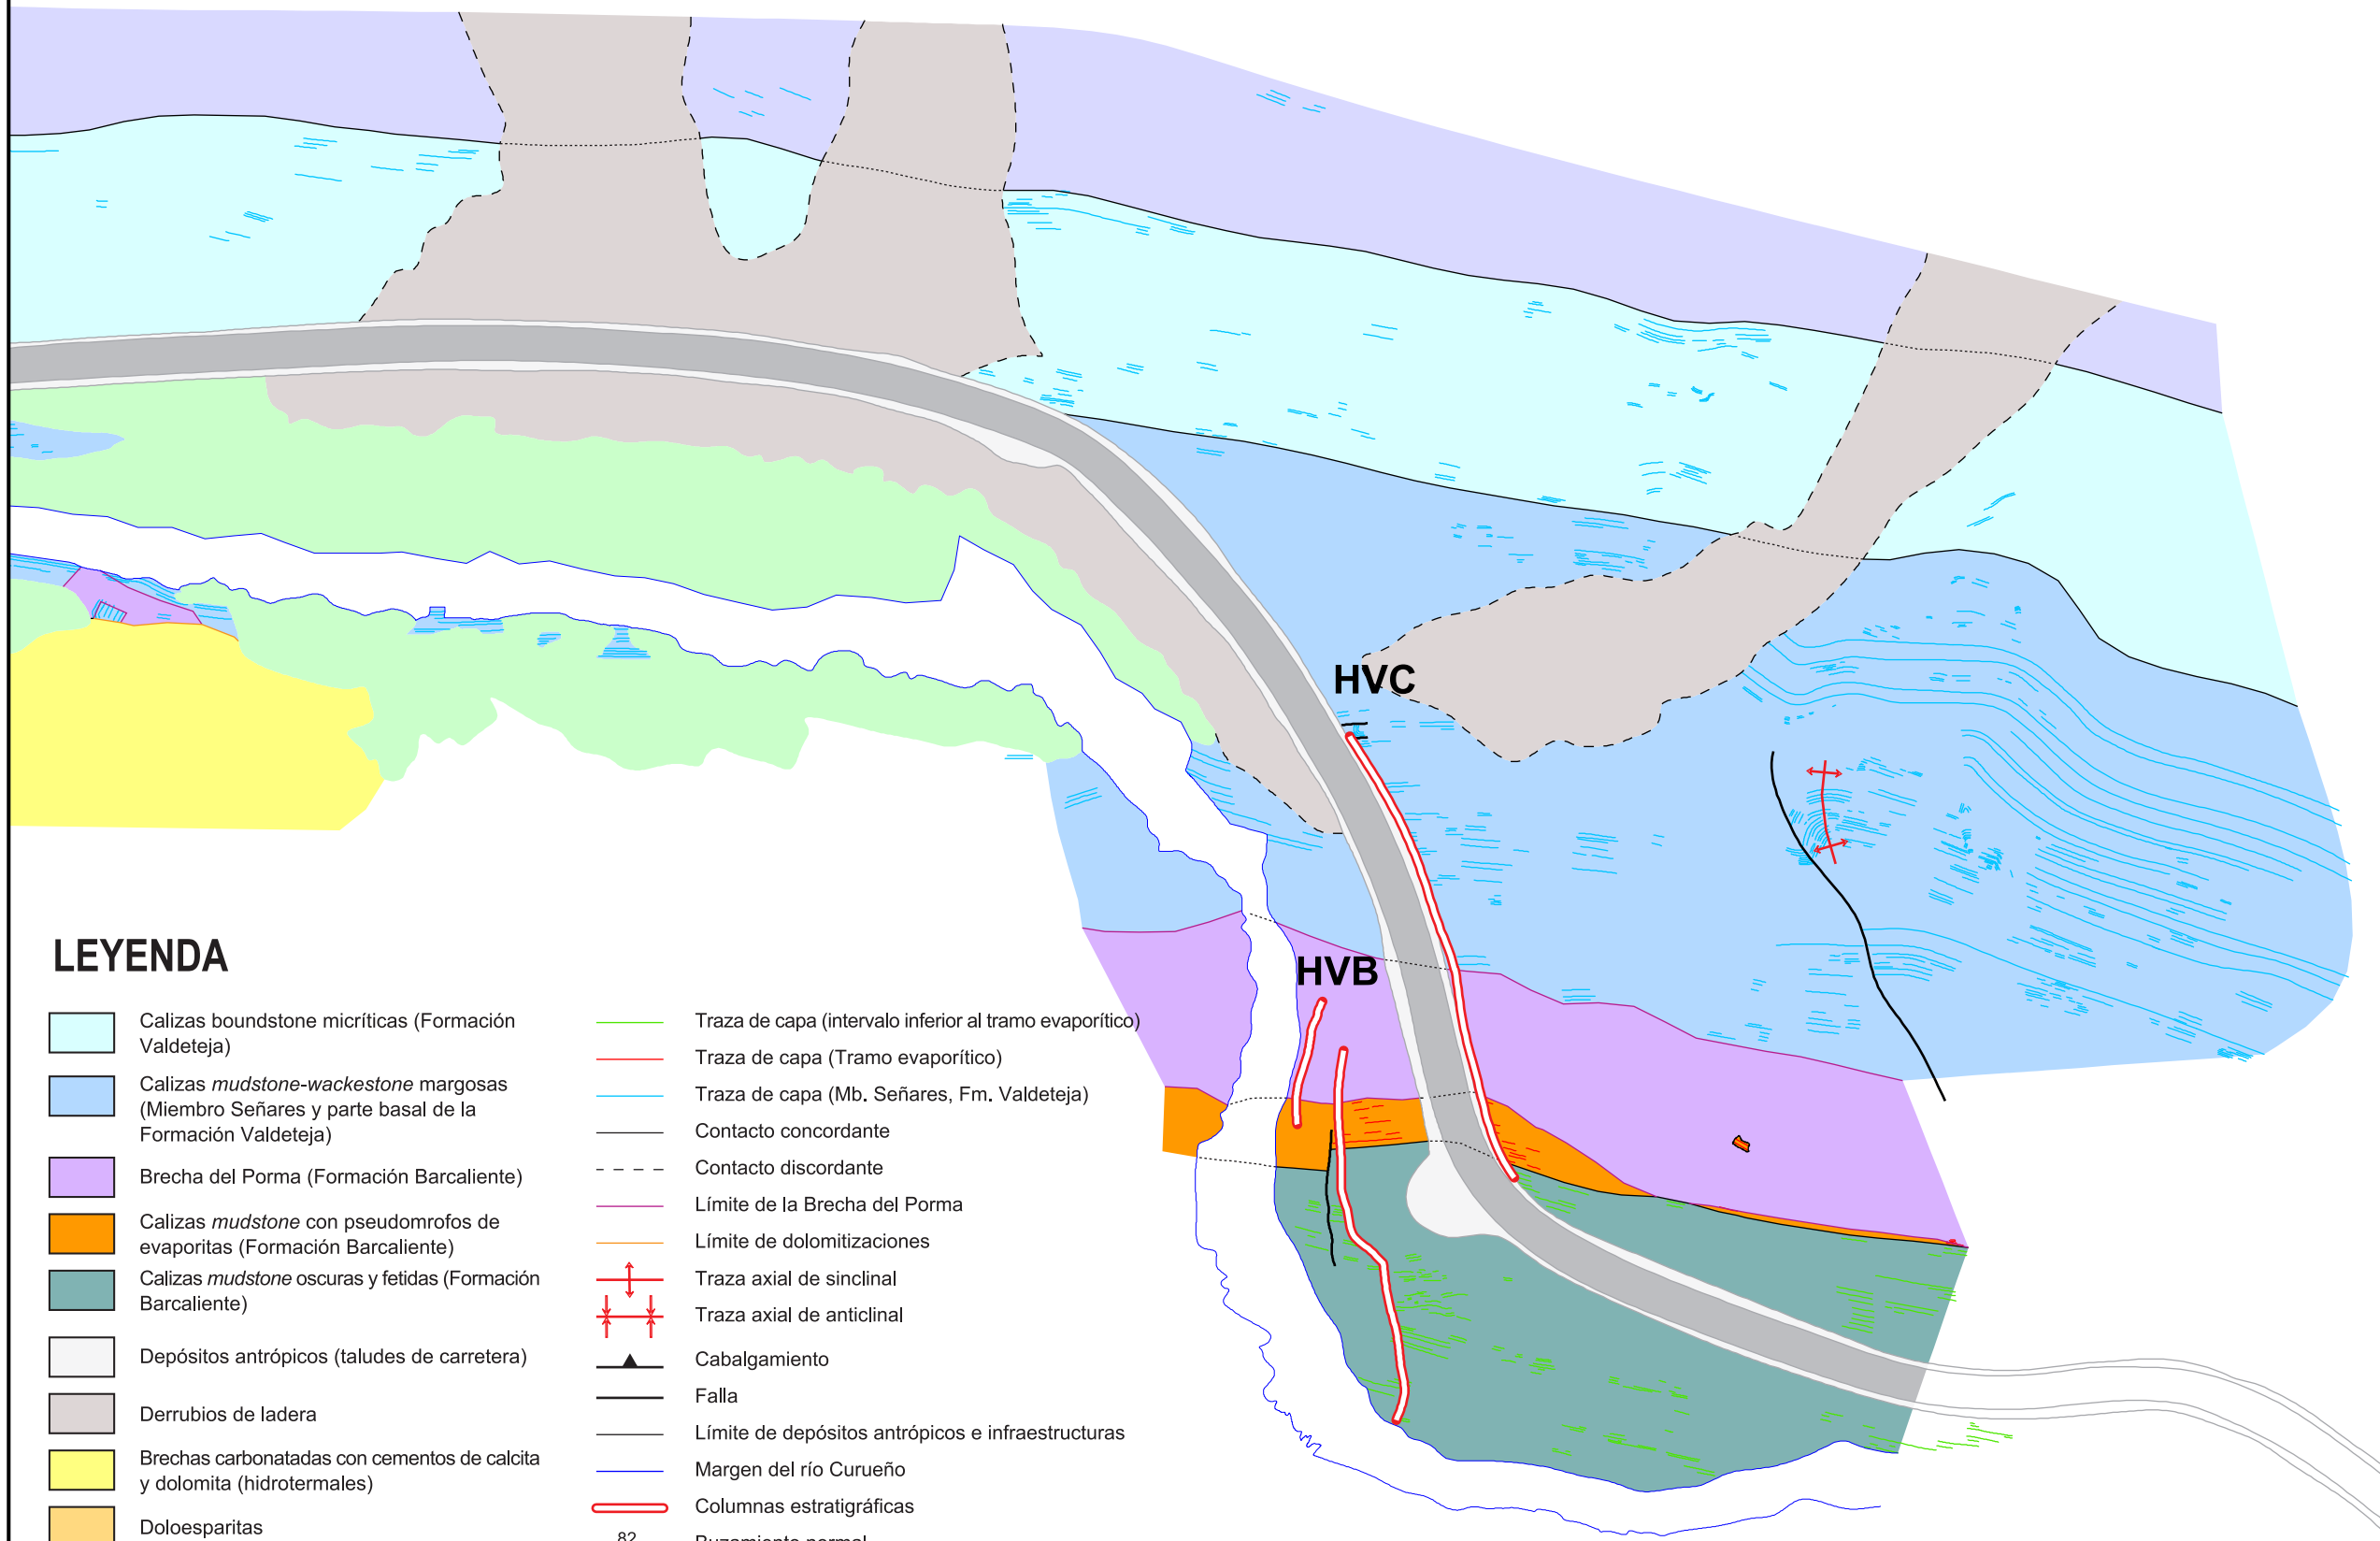 HVC
HVB
LEYENDA
Calizas boundstone micríticas (Formación
Valdeteja)
Calizas mudstone-wackestone margosas
(Miembro Señares y parte basal de la
Formación Valdeteja)
Brecha del Porma (Formación Barcaliente)
Calizas mudstone con pseudomrofos de
evaporitas (Formación Barcaliente)
Calizas mudstone oscuras y fetidas (Formación
Barcaliente)
Depósitos antrópicos (taludes de carretera)
Derrubios de ladera
Brechas carbonatadas con cementos de calcita
y dolomita (hidrotermales)
Doloesparitas
Traza de capa (intervalo inferior al tramo evaporítico)
Traza de capa (Tramo evaporítico)
Traza de capa (Mb. Señares, Fm. Valdeteja)
Contacto concordante
Contacto discordante
Límite de la Brecha del Porma
Límite de dolomitizaciones
Traza axial de sinclinal
Traza axial de anticlinal
Cabalgamiento
Falla
Límite de depósitos antrópicos e infraestructuras
Margen del río Curueño
Columnas estratigráficas
82
Buzamiento normal